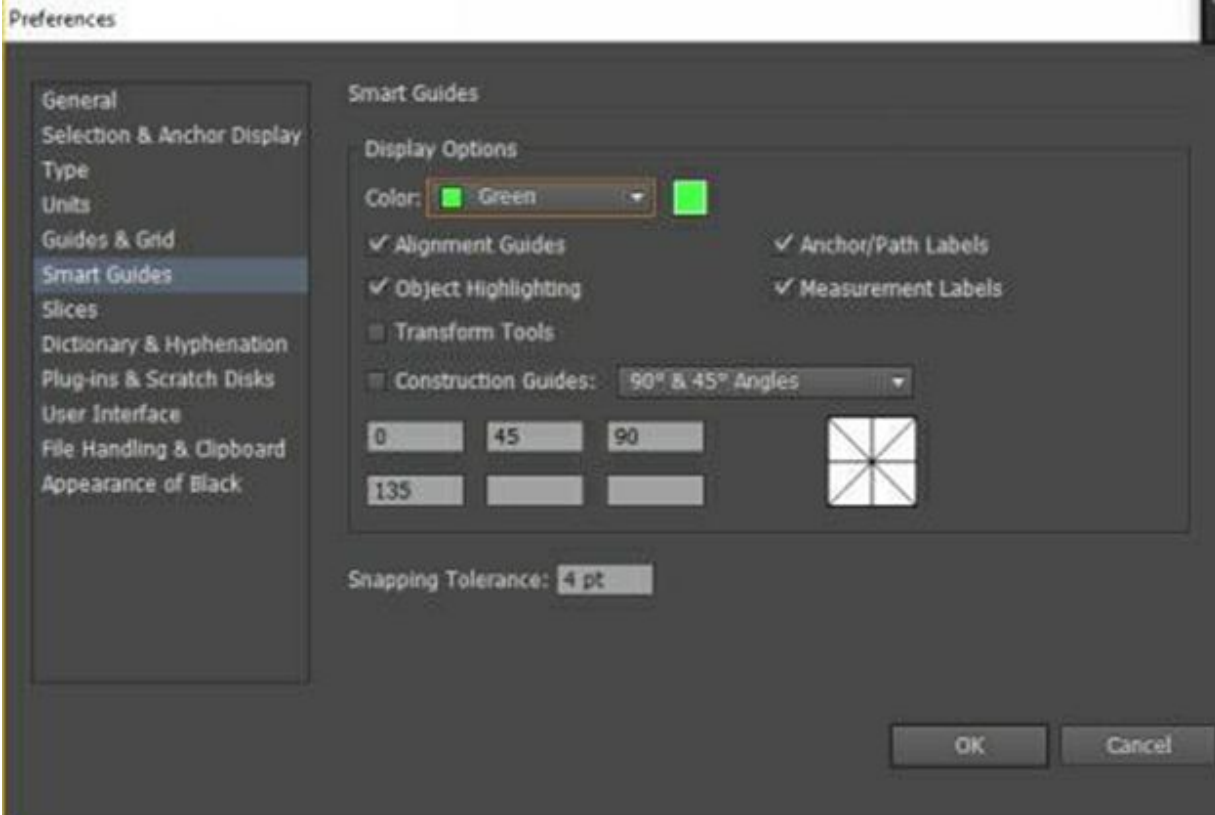 Preferences
General
Selection & Anchor Display
Type
Units
Guides & Grid
Smart Guides
Slices
Dictionary & Hyphenation
Plug-ins & Scratch Disks
User Interface
File Handling & Clipboard
Appearance of Black
Smart Guides
Display Options
Color: Green
Alignment Guides
Anchor/Path Labels
Object Highlighting
Measurement Labels
Transform Tools
Construction Guides: 90° & 45° Angles
0 45 90
135
Snapping Tolerance: 4 pt
OK Cancel